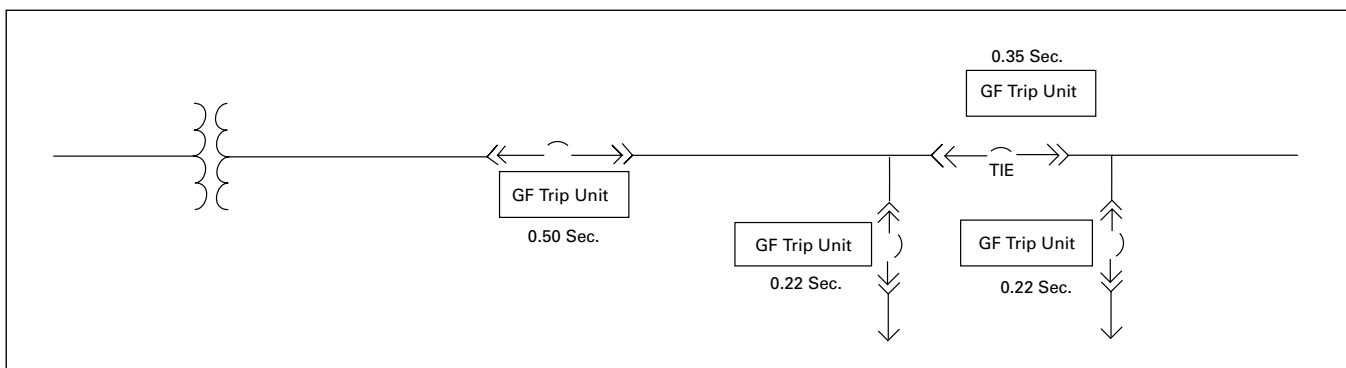 0.35 Sec.
GF Trip Unit
TIE
GF Trip Unit
0.50 Sec.
GF Trip Unit
0.22 Sec.
GF Trip Unit
0.22 Sec.